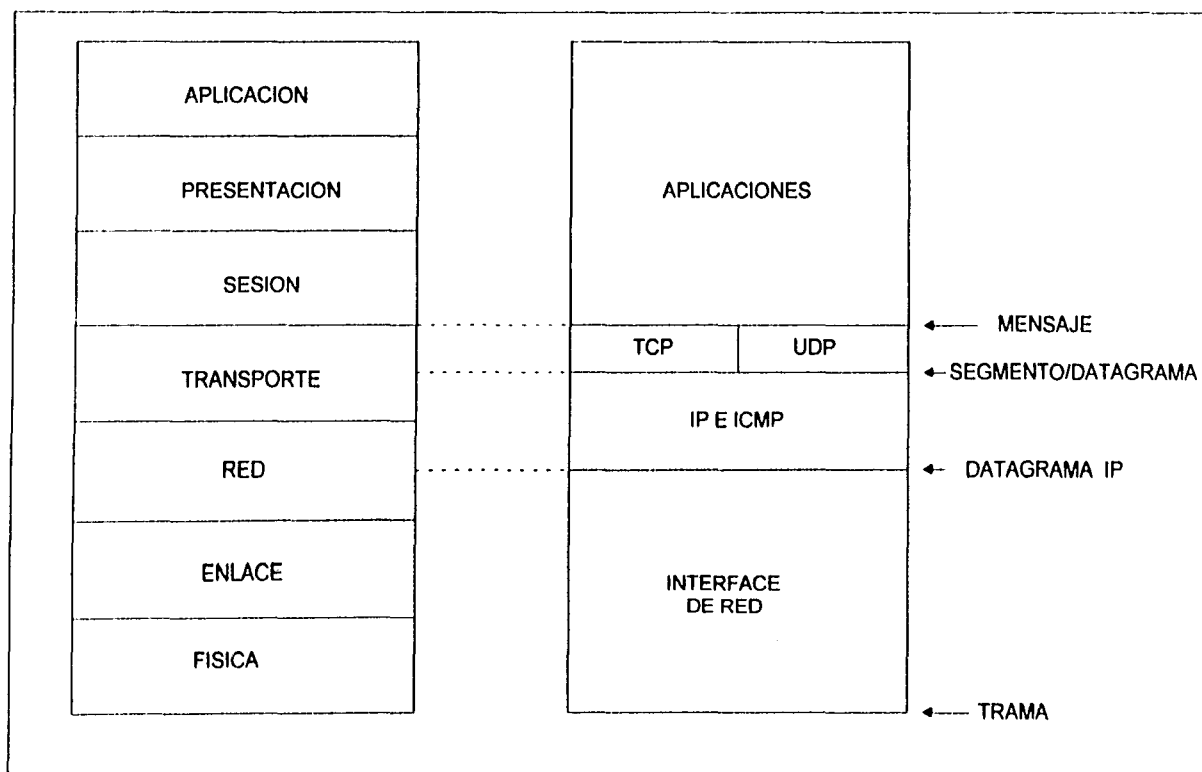 APLICACION
PRESENTACION
SESION
TRANSPORTE
RED
ENLACE
FISICA
APLICACIONES
TCP
UDP
IP E ICMP
INTERFACE
DE RED
MENSAJE
SEGMENTO/DATAGRAMA
DATAGRAMA IP
TRAMA